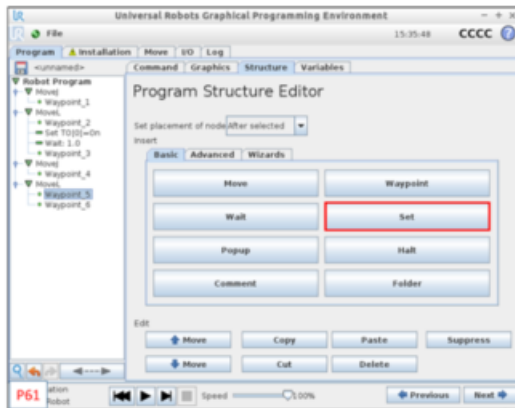 Universal Robots Graphical Programming Environment
File
15:35:48
CCCC
?
Program
Installation
Move
I/O
Log
<unnamed>
Command
Graphics
Structure
Variables
Robot Program
MoveJ
Waypoint_1
MoveL
Waypoint_2
Set TO[0]=On
Wait: 1.0
Waypoint_3
MoveJ
Waypoint_4
MoveL
Waypoint_5
Waypoint_6
Program Structure Editor
Set placement of node
After selected
Insert
Basic
Advanced
Wizards
Move
Waypoint
Wait
Set
Popup
Halt
Comment
Folder
Edit
Move
Copy
Paste
Suppress
Move
Cut
Delete
P61
ation
Robot
Speed
100%
Previous
Next